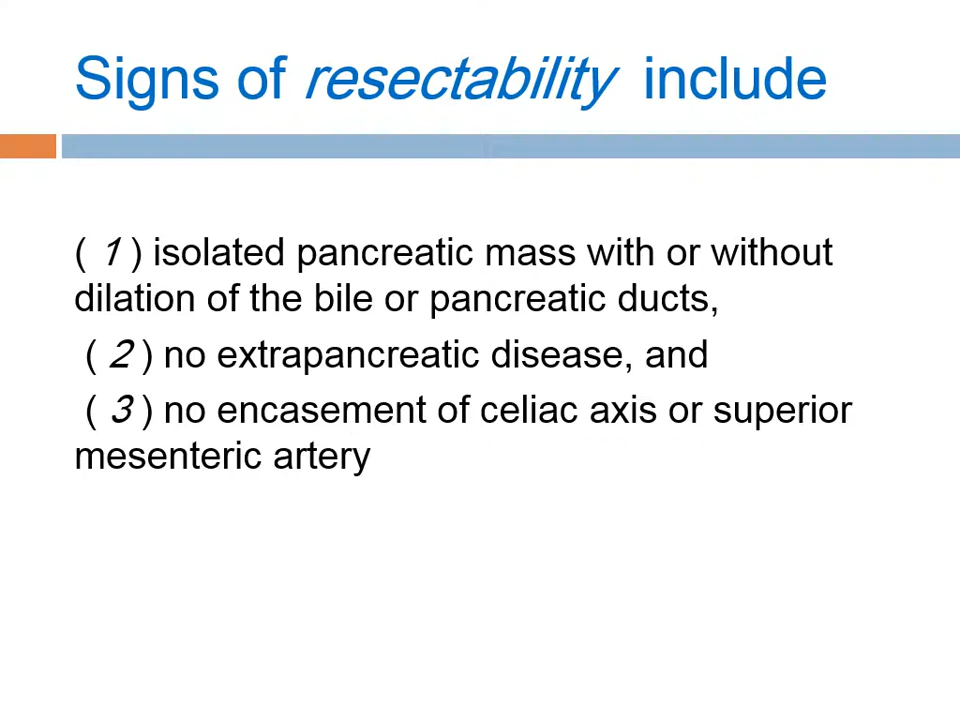 Signs of resectability include
( 1 ) isolated pancreatic mass with or without
dilation of the bile or pancreatic ducts,
( 2 ) no extrapancreatic disease, and
( 3 ) no encasement of celiac axis or superior
mesenteric artery